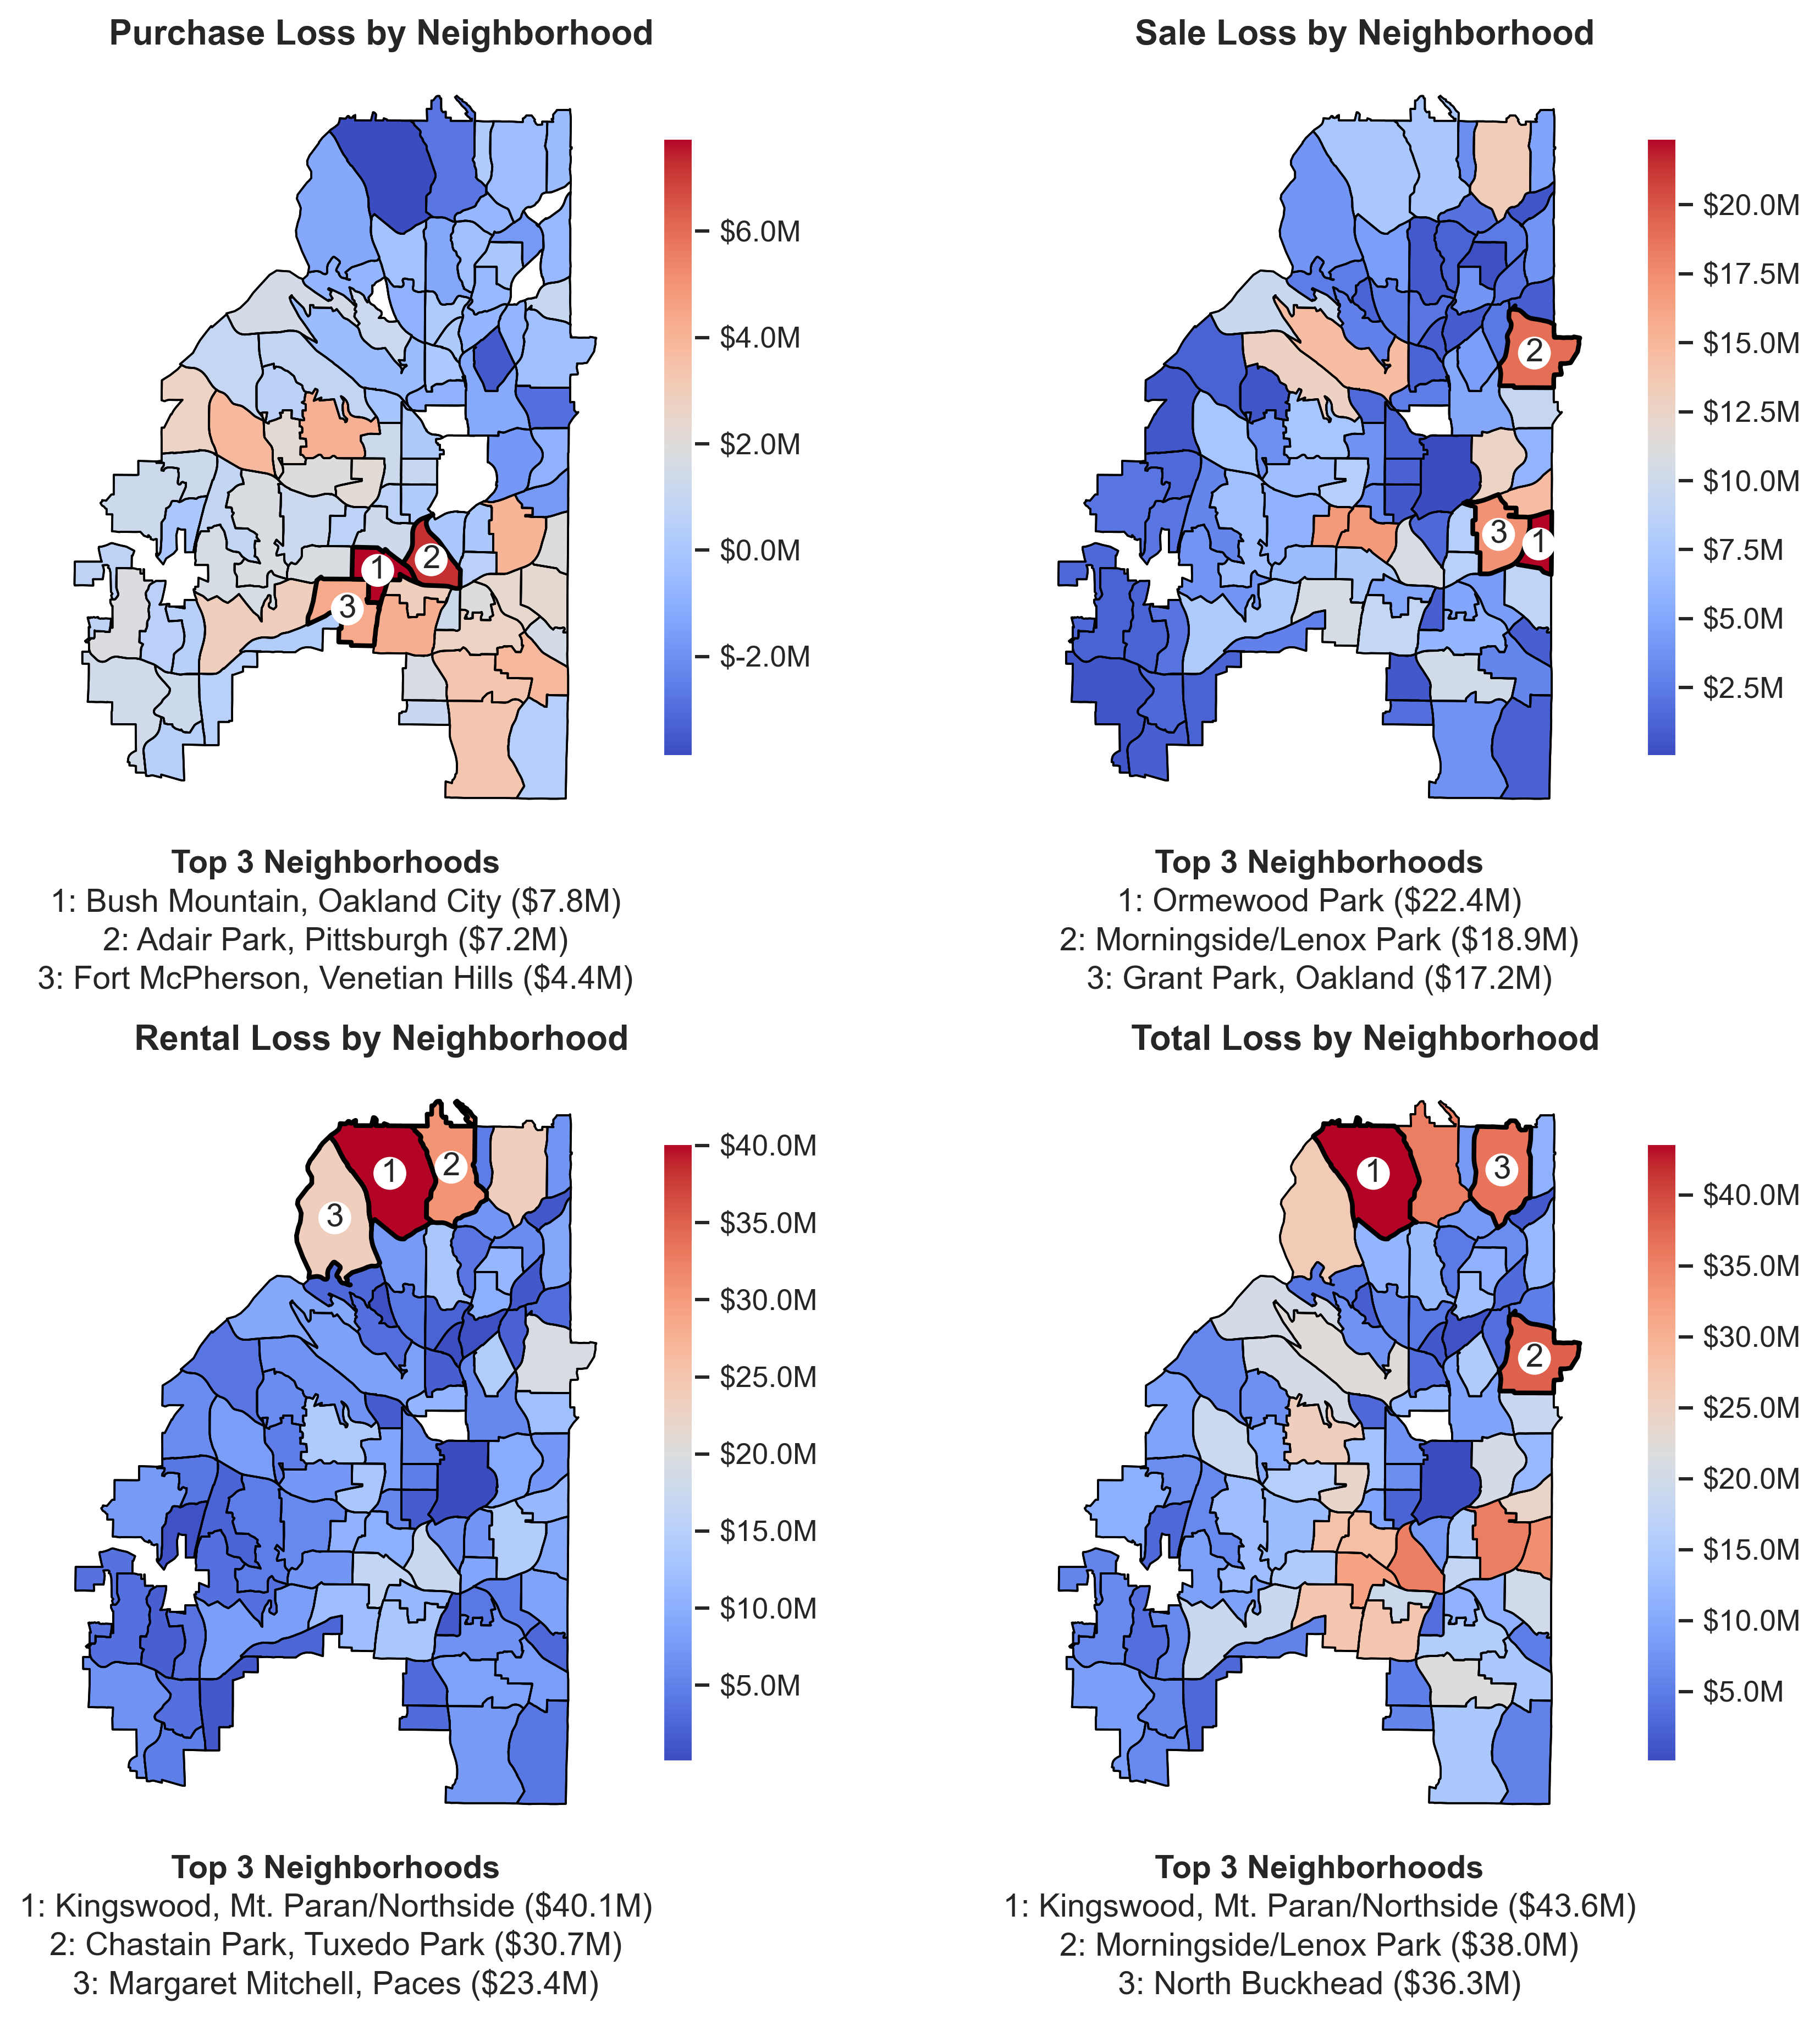 Purchase Loss by Neighborhood
$6.0M
$4.0M
$2.0M
$0.0M
$-2.0M
1
2
3
Top 3 Neighborhoods
1: Bush Mountain, Oakland City ($7.8M)
2: Adair Park, Pittsburgh ($7.2M)
3: Fort McPherson, Venetian Hills ($4.4M)
Sale Loss by Neighborhood
$20.0M
$17.5M
$15.0M
$12.5M
$10.0M
$7.5M
$5.0M
$2.5M
2
3
1
Top 3 Neighborhoods
1: Ormewood Park ($22.4M)
2: Morningside/Lenox Park ($18.9M)
3: Grant Park, Oakland ($17.2M)
Rental Loss by Neighborhood
$40.0M
$35.0M
$30.0M
$25.0M
$20.0M
$15.0M
$10.0M
$5.0M
1
2
3
Top 3 Neighborhoods
1: Kingswood, Mt. Paran/Northside ($40.1M)
2: Chastain Park, Tuxedo Park ($30.7M)
3: Margaret Mitchell, Paces ($23.4M)
Total Loss by Neighborhood
$40.0M
$35.0M
$30.0M
$25.0M
$20.0M
$15.0M
$10.0M
$5.0M
1
3
2
Top 3 Neighborhoods
1: Kingswood, Mt. Paran/Northside ($43.6M)
2: Morningside/Lenox Park ($38.0M)
3: North Buckhead ($36.3M)